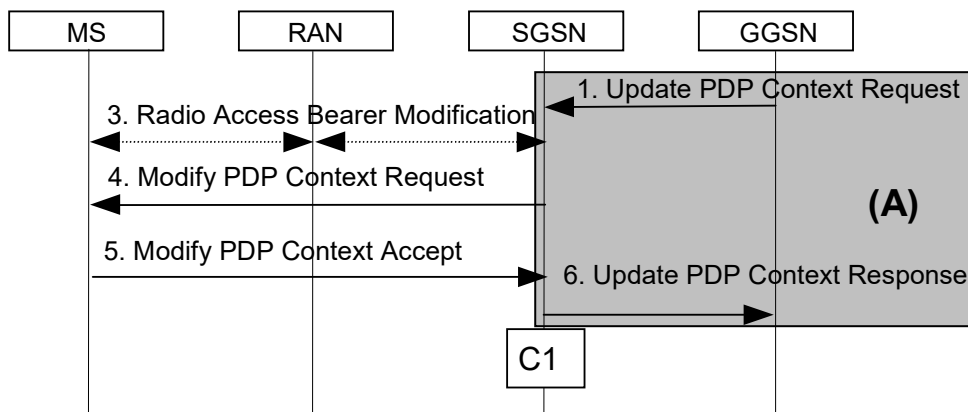 MS
RAN
SGSN
GGSN
1. Update PDP Context Request
3. Radio Access Bearer Modification
4. Modify PDP Context Request
(A)
5. Modify PDP Context Accept
6. Update PDP Context Response
C1